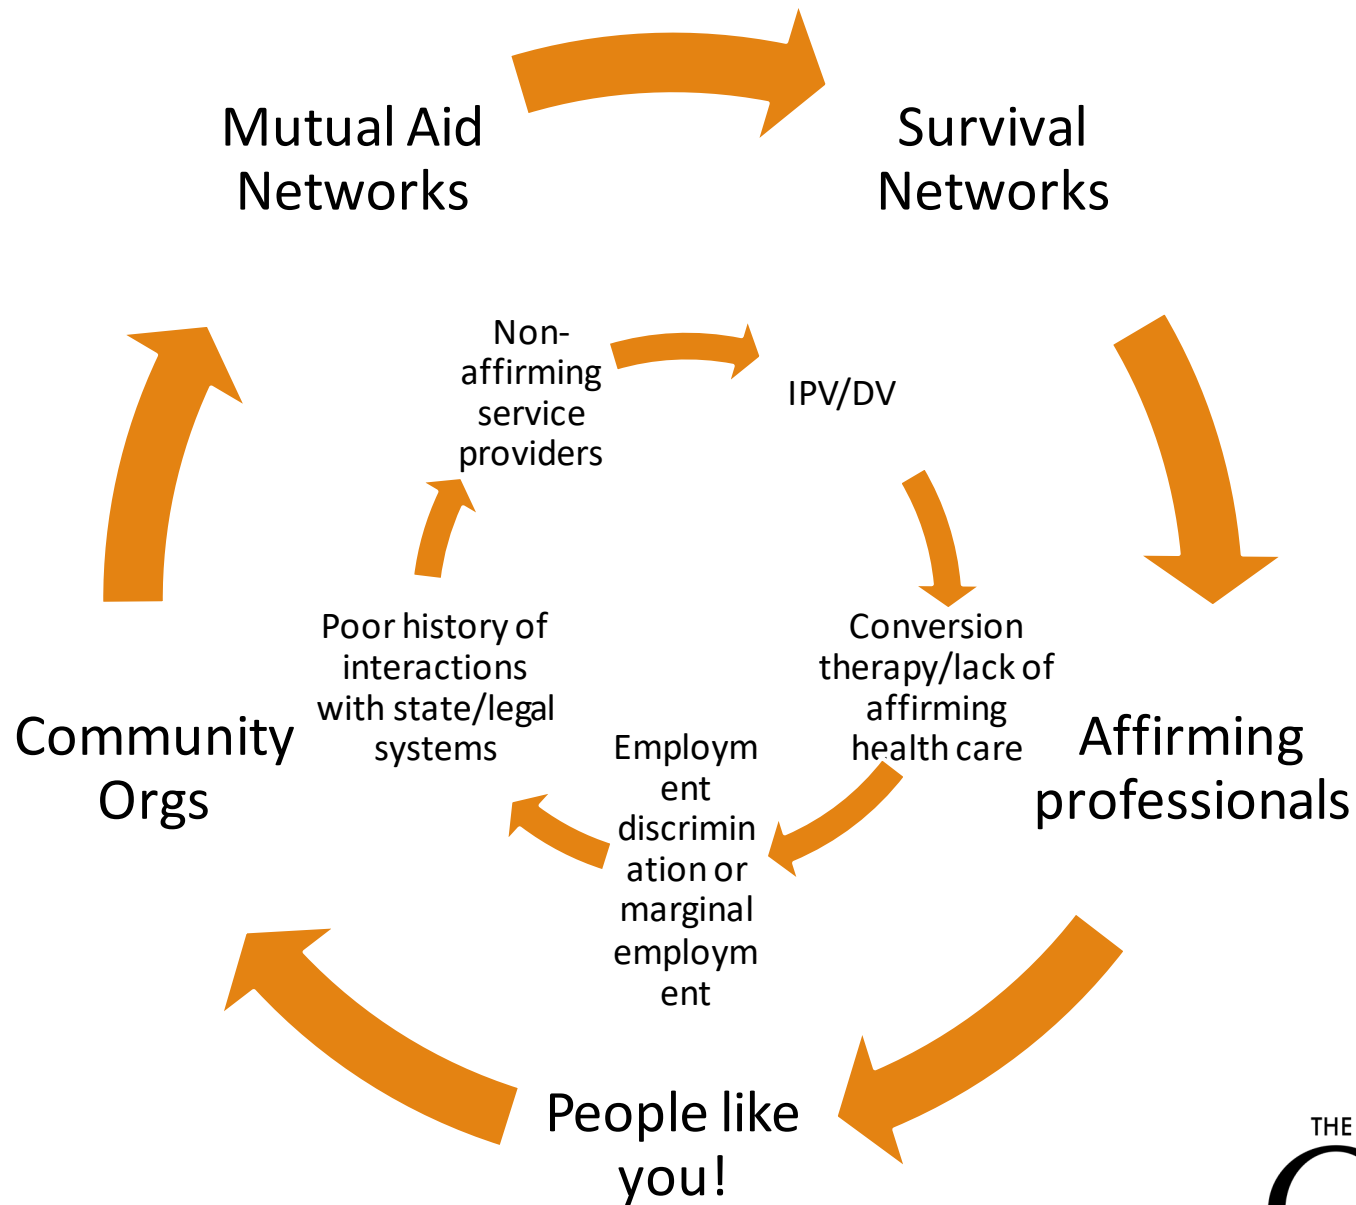 Mutual Aid
Networks
Survival
Networks
Non-
affirming
service
providers
IPV/DV
Conversion
therapy/lack of
affirming
health care
Employm
ent
discrimin
ation or
marginal
employm
ent
Poor history of
interactions
with state/legal
systems
Affirming
professionals
People like
you!
Community
Orgs
THE